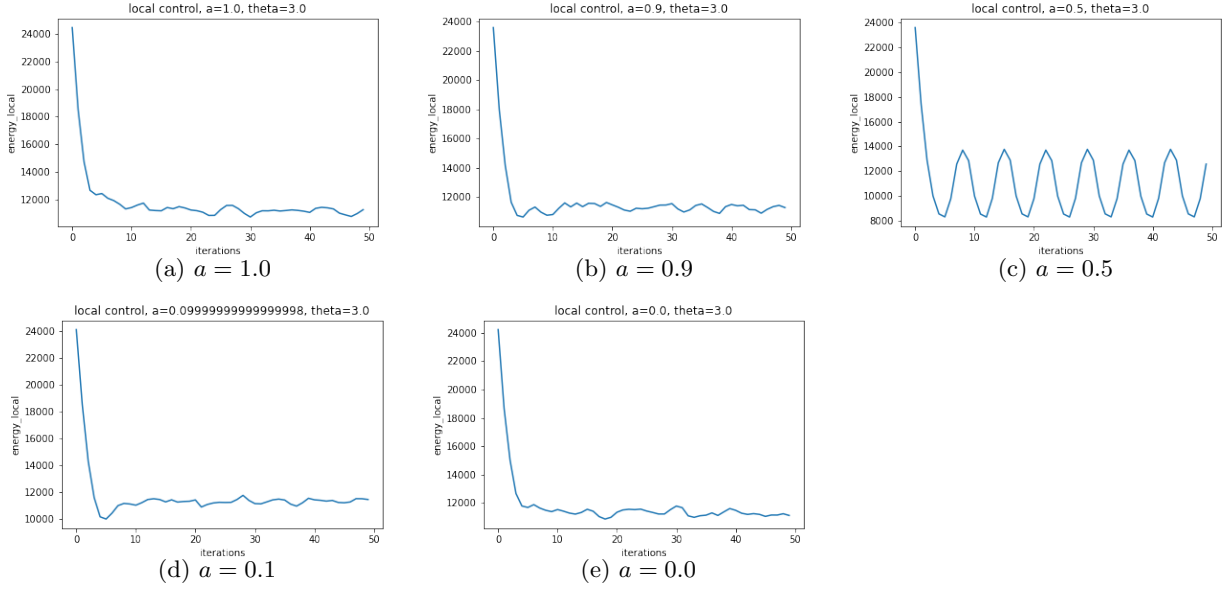 local control, a=1.0, theta=3.0
24000
22000
20000
18000
16000
14000
12000
energy_local
0 10 20 30 40 50
iterations
(a) a = 1.0
local control, a=0.9, theta=3.0
24000
22000
20000
18000
16000
14000
12000
energy_local
0 10 20 30 40 50
iterations
(b) a = 0.9
local control, a=0.5, theta=3.0
24000
22000
20000
18000
16000
14000
12000
10000
8000
energy_local
0 10 20 30 40 50
iterations
(c) a = 0.5
local control, a=0.09999999999999998, theta=3.0
24000
22000
20000
18000
16000
14000
12000
10000
energy_local
0 10 20 30 40 50
iterations
(d) a = 0.1
local control, a=0.0, theta=3.0
24000
22000
20000
18000
16000
14000
12000
energy_local
0 10 20 30 40 50
iterations
(e) a = 0.0